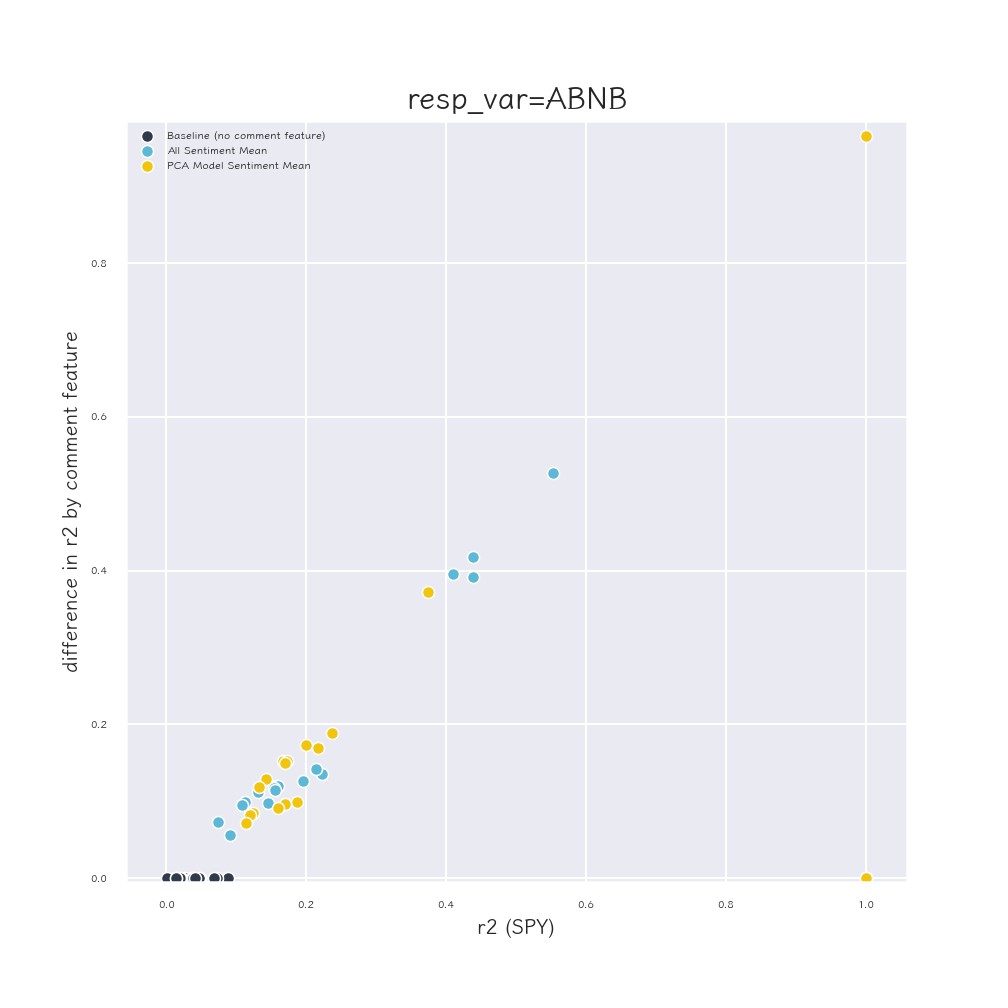 resp_var=ABNB
Baseline (no comment feature)
All Sentiment Mean
PCA Model Sentiment Mean
difference in r2 by comment feature
0.8
0.6
0.4
0.2
0.0
0.0 0.2 0.4 0.6 0.8 1.0
r2 (SPY)